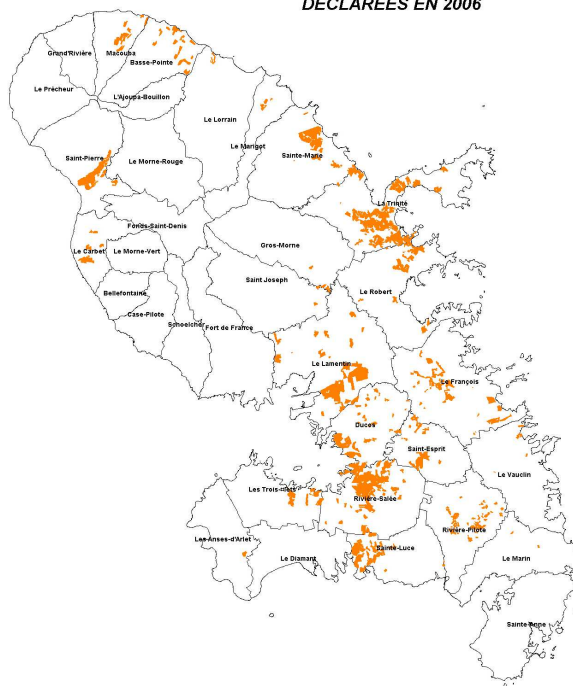 DÉCLARÉES EN 2006
Grand'Rivière
Macouba
Basse-Pointe
Le Prêcheur
L'Ajoupa-Bouillon
Le Lorrain
Le Marigot
Sainte-Marie
Saint-Pierre
Le Morne-Rouge
La Trinité
Fonds-Saint-Denis
Gros-Morne
Le Carbet
Le Morne-Vert
Saint Joseph
Le Robert
Bellefontaine
Case-Pilote
Schoelcher
Fort de France
Le Lamentin
Le François
Ducos
Saint-Esprit
Le Vauclin
Les Trois-Ilets
Rivière-Salée
Rivière-Pilote
Les Anses-d'Arlet
Le Diamant
Sainte-Luce
Le Marin
Sainte Anne